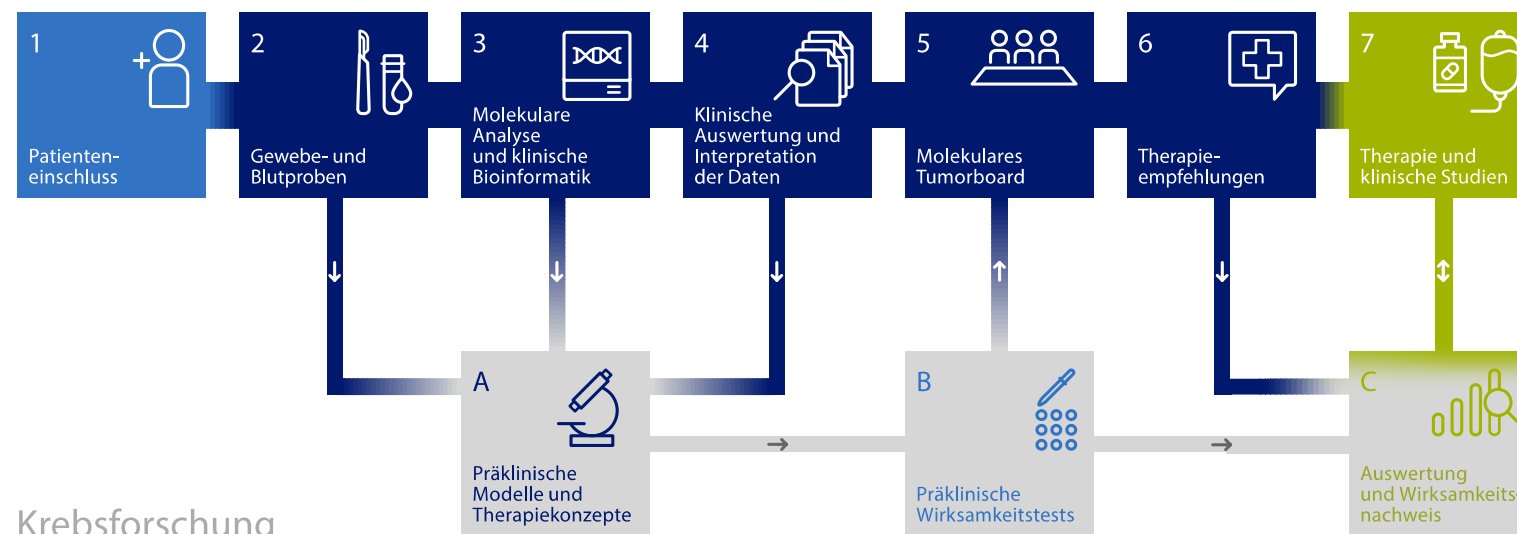 1
Patienten-
einschluss
2
Gewebe- und
Blutproben
3
Molekulare
Analyse
und klinische
Bioinformatik
4
Klinische
Auswertung und
Interpretation
der Daten
5
Molekulares
Tumorboard
6
Therapie-
empfehlungen
7
Therapie und
klinische Studien
A
Präklinische
Modelle und
Therapiekonzepte
B
Präklinische
Wirksamkeitstests
C
Auswertung
und Wirksamkeits-
nachweis
Krebsforschung